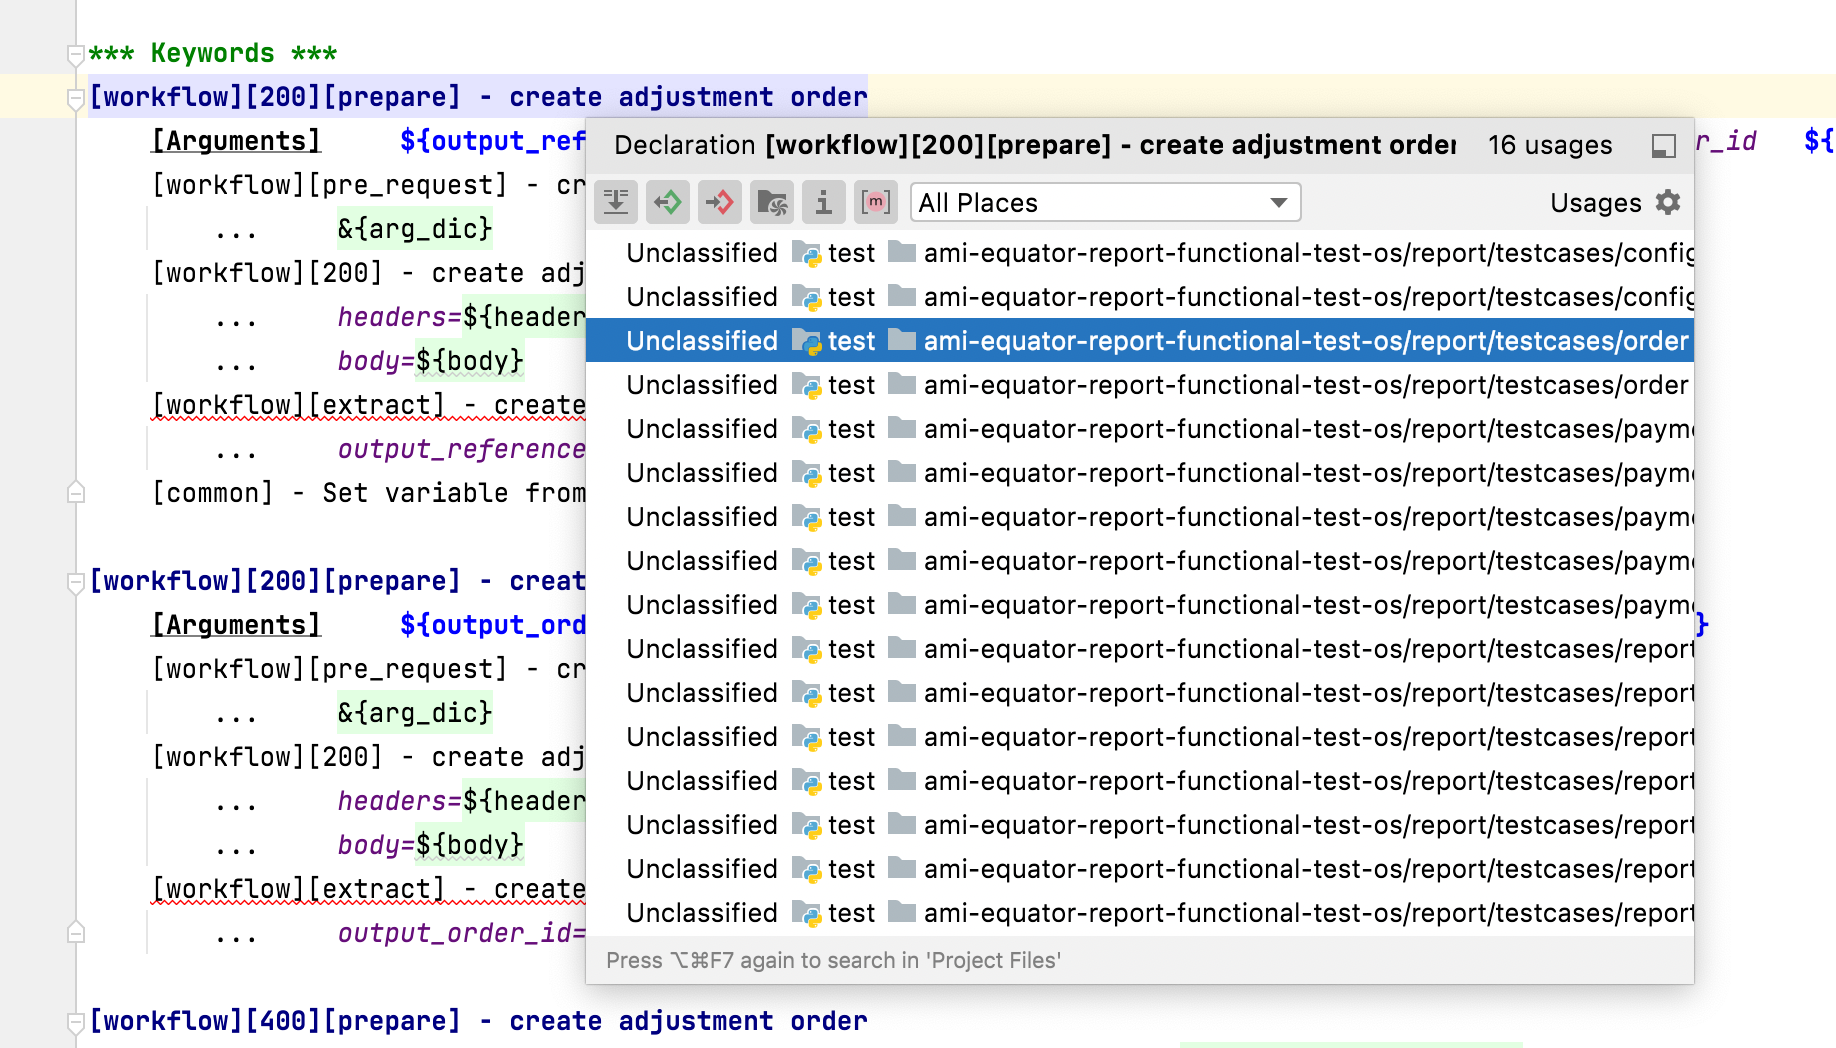 *** Keywords ***
[workflow][200][prepare] - create adjustment order
[Arguments] ${output_ref r_id ${
[workflow][pre_request] - cr
... &{arg_dic}
[workflow][200] - create adj
... headers=${header
... body=${body}
[workflow][extract] - create
... output_reference
[common] - Set variable from
[workflow][200][prepare] - creat
[Arguments] ${output_ord }
[workflow][pre_request] - cr
... &{arg_dic}
[workflow][200] - create adj
... headers=${header
... body=${body}
[workflow][extract] - create
... output_order_id=
[workflow][400][prepare] - create adjustment order
Declaration [workflow][200][prepare] - create adjustment order 16 usages
[m] All Places Usages
Unclassified test ami-equator-report-functional-test-os/report/testcases/config
Unclassified test ami-equator-report-functional-test-os/report/testcases/config
Unclassified test ami-equator-report-functional-test-os/report/testcases/order
Unclassified test ami-equator-report-functional-test-os/report/testcases/order
Unclassified test ami-equator-report-functional-test-os/report/testcases/payme
Unclassified test ami-equator-report-functional-test-os/report/testcases/payme
Unclassified test ami-equator-report-functional-test-os/report/testcases/payme
Unclassified test ami-equator-report-functional-test-os/report/testcases/payme
Unclassified test ami-equator-report-functional-test-os/report/testcases/payme
Unclassified test ami-equator-report-functional-test-os/report/testcases/report
Unclassified test ami-equator-report-functional-test-os/report/testcases/report
Unclassified test ami-equator-report-functional-test-os/report/testcases/report
Unclassified test ami-equator-report-functional-test-os/report/testcases/report
Unclassified test ami-equator-report-functional-test-os/report/testcases/report
Unclassified test ami-equator-report-functional-test-os/report/testcases/report
Unclassified test ami-equator-report-functional-test-os/report/testcases/report
Press ⌥⌘F7 again to search in 'Project Files'